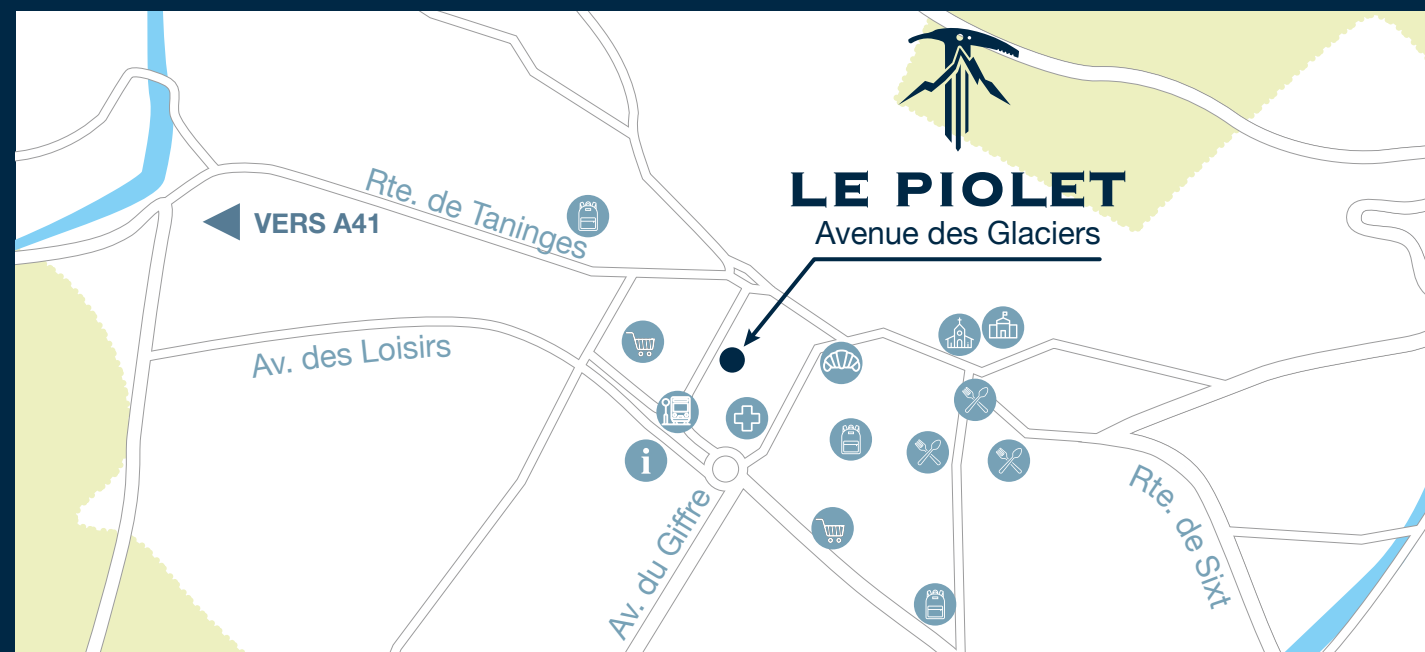 LE PIOLET
Avenue des Glaciers
Rte. de Taninges
VERS A41
Av. des Loisirs
i
Av. du Giffre
Rte. de Sixt